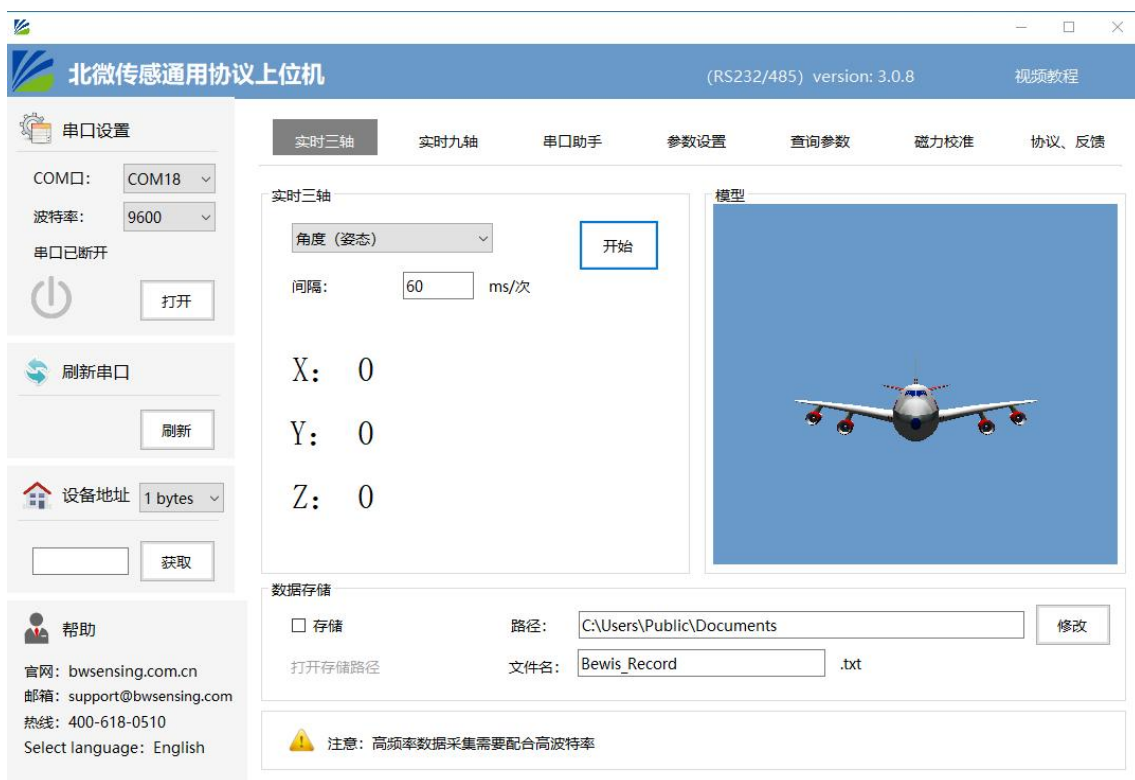 北微传感通用协议上位机
(RS232/485) version: 3.0.8
视频教程
串口设置
COM口: COM18
波特率: 9600
串口已断开
打开
刷新串口
刷新
设备地址 1 bytes
获取
帮助
官网: bwsensing.com.cn
邮箱: support@bwsensing.com
热线: 400-618-0510
Select language: English
实时三轴 实时九轴 串口助手 参数设置 查询参数 磁力校准 协议、反馈
实时三轴
角度（姿态）
开始
间隔: 60 ms/次
X: 0
Y: 0
Z: 0
模型
数据存储
存储 路径: C:\Users\Public\Documents 修改
打开存储路径 文件名: Bewis_Record .txt
注意: 高频率数据采集需要配合高波特率